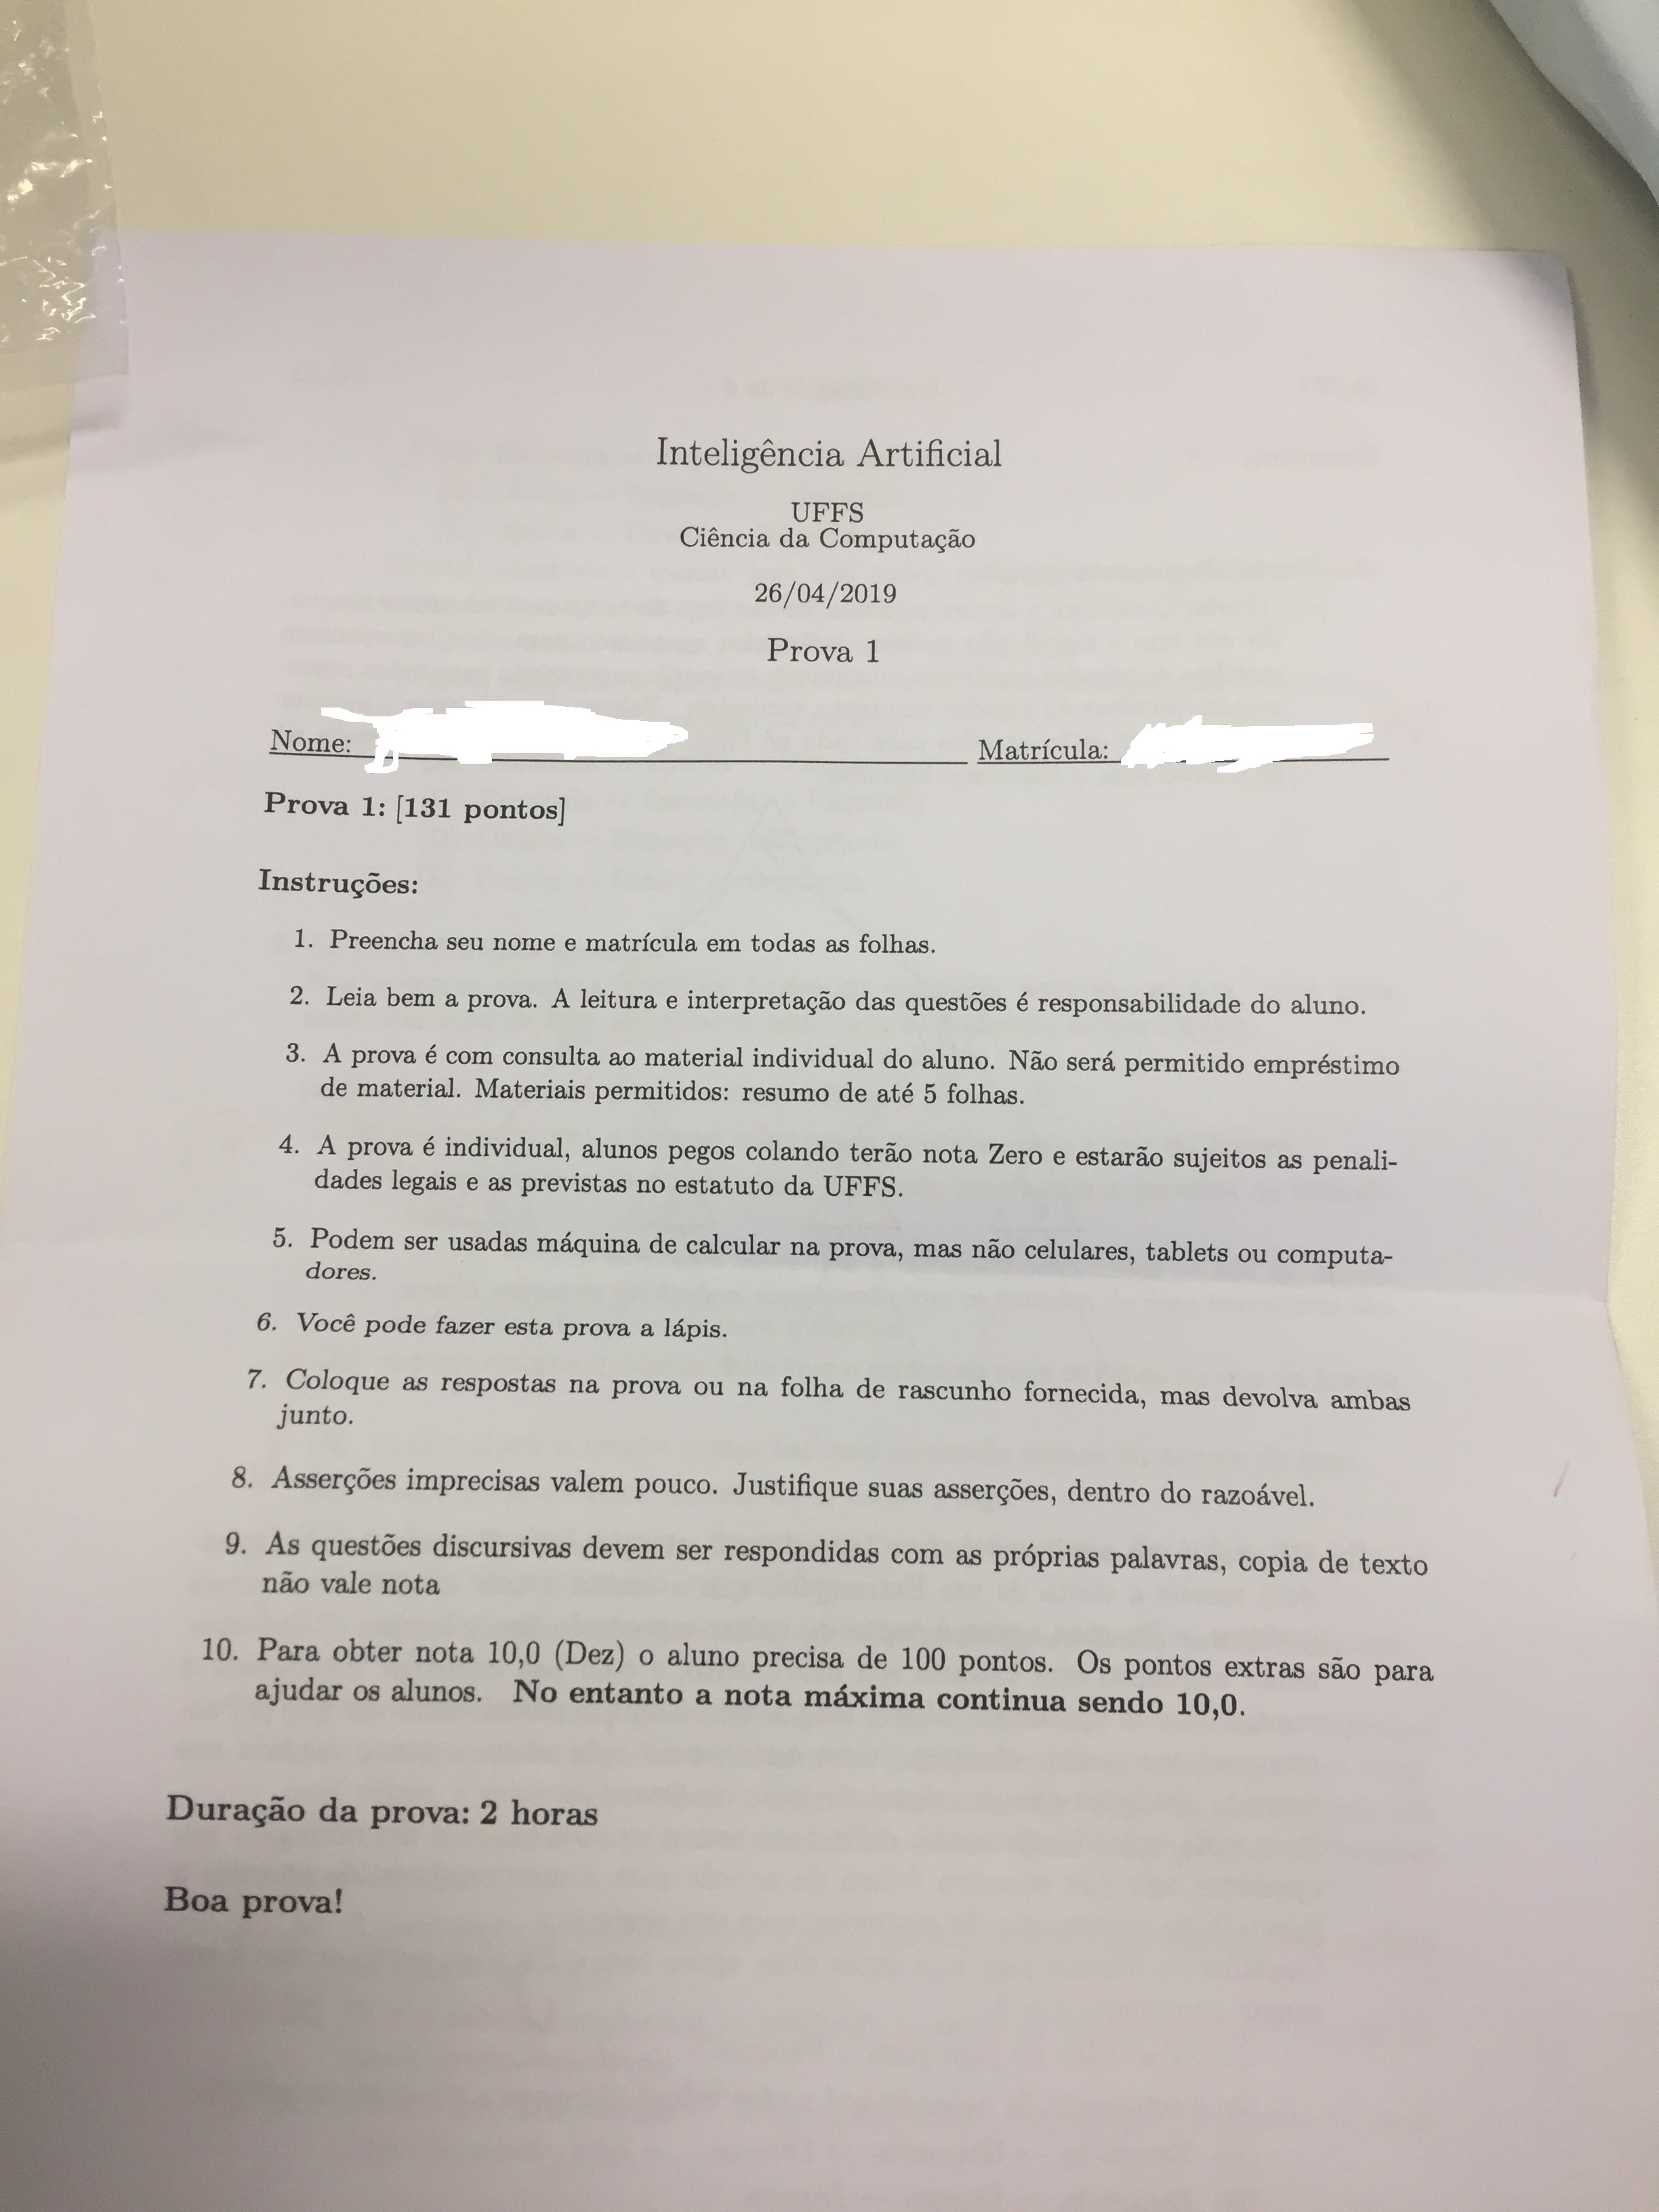 Inteligência Artificial
UFFS
Ciência da Computação
26/04/2019
Prova 1
Nome: Matrícula:
Prova 1: [131 pontos]
Instruções:
1. Preencha seu nome e matrícula em todas as folhas.
2. Leia bem a prova. A leitura e interpretação das questões é responsabilidade do aluno.
3. A prova é com consulta ao material individual do aluno. Não será permitido empréstimo
de material. Materiais permitidos: resumo de até 5 folhas.
4. A prova é individual, alunos pegos colando terão nota Zero e estarão sujeitos as penali-
dades legais e as previstas no estatuto da UFFS.
5. Podem ser usadas máquina de calcular na prova, mas não celulares, tablets ou computa-
dores.
6. Você pode fazer esta prova a lápis.
7. Coloque as respostas na prova ou na folha de rascunho fornecida, mas devolva ambas
junto.
8. Asserções imprecisas valem pouco. Justifique suas asserções, dentro do razoável.
9. As questões discursivas devem ser respondidas com as próprias palavras, copia de texto
não vale nota
10. Para obter nota 10,0 (Dez) o aluno precisa de 100 pontos. Os pontos extras são para
ajudar os alunos. No entanto a nota máxima continua sendo 10,0.
Duração da prova: 2 horas
Boa prova!